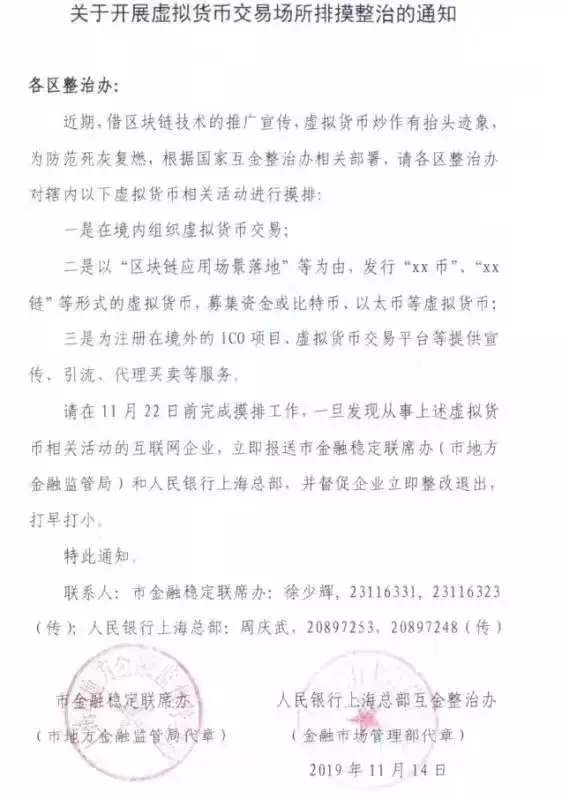 关于开展虚拟货币交易场所排摸整治的通知
各区整治办：
近期，借区块链技术的推广宣传，虚拟货币炒作有抬头迹象，
为防范死灰复燃，根据国家互金整治办相关部署，请各区整治办
对辖内以下虚拟货币相关活动进行摸排：
一是在境内组织虚拟货币交易；
二是以“区块链应用场景落地”等为由，发行“xx币”、“xx
链”等形式的虚拟货币，募集资金或比特币、以太币等虚拟货币；
三是为注册在境外的ICO项目、虚拟货币交易平台等提供宣
传、引流、代理买卖等服务。
请在11月22日前完成摸排工作，一旦发现从事上述虚拟货
币相关活动的互联网企业，立即报送市金融稳定联席办（市地方
金融监管局）和人民银行上海总部，并督促企业立即整改退出，
打早打小。
特此通知。
联系人：市金融稳定联席办：徐少辉，23116331，23116323
（传）；人民银行上海总部：周庆武，20897253，20897248（传）
市金融稳定联席办 人民银行上海总部互金整治办
（市地方金融监管局代章） （金融市场管理部代章）
2019年11月14日